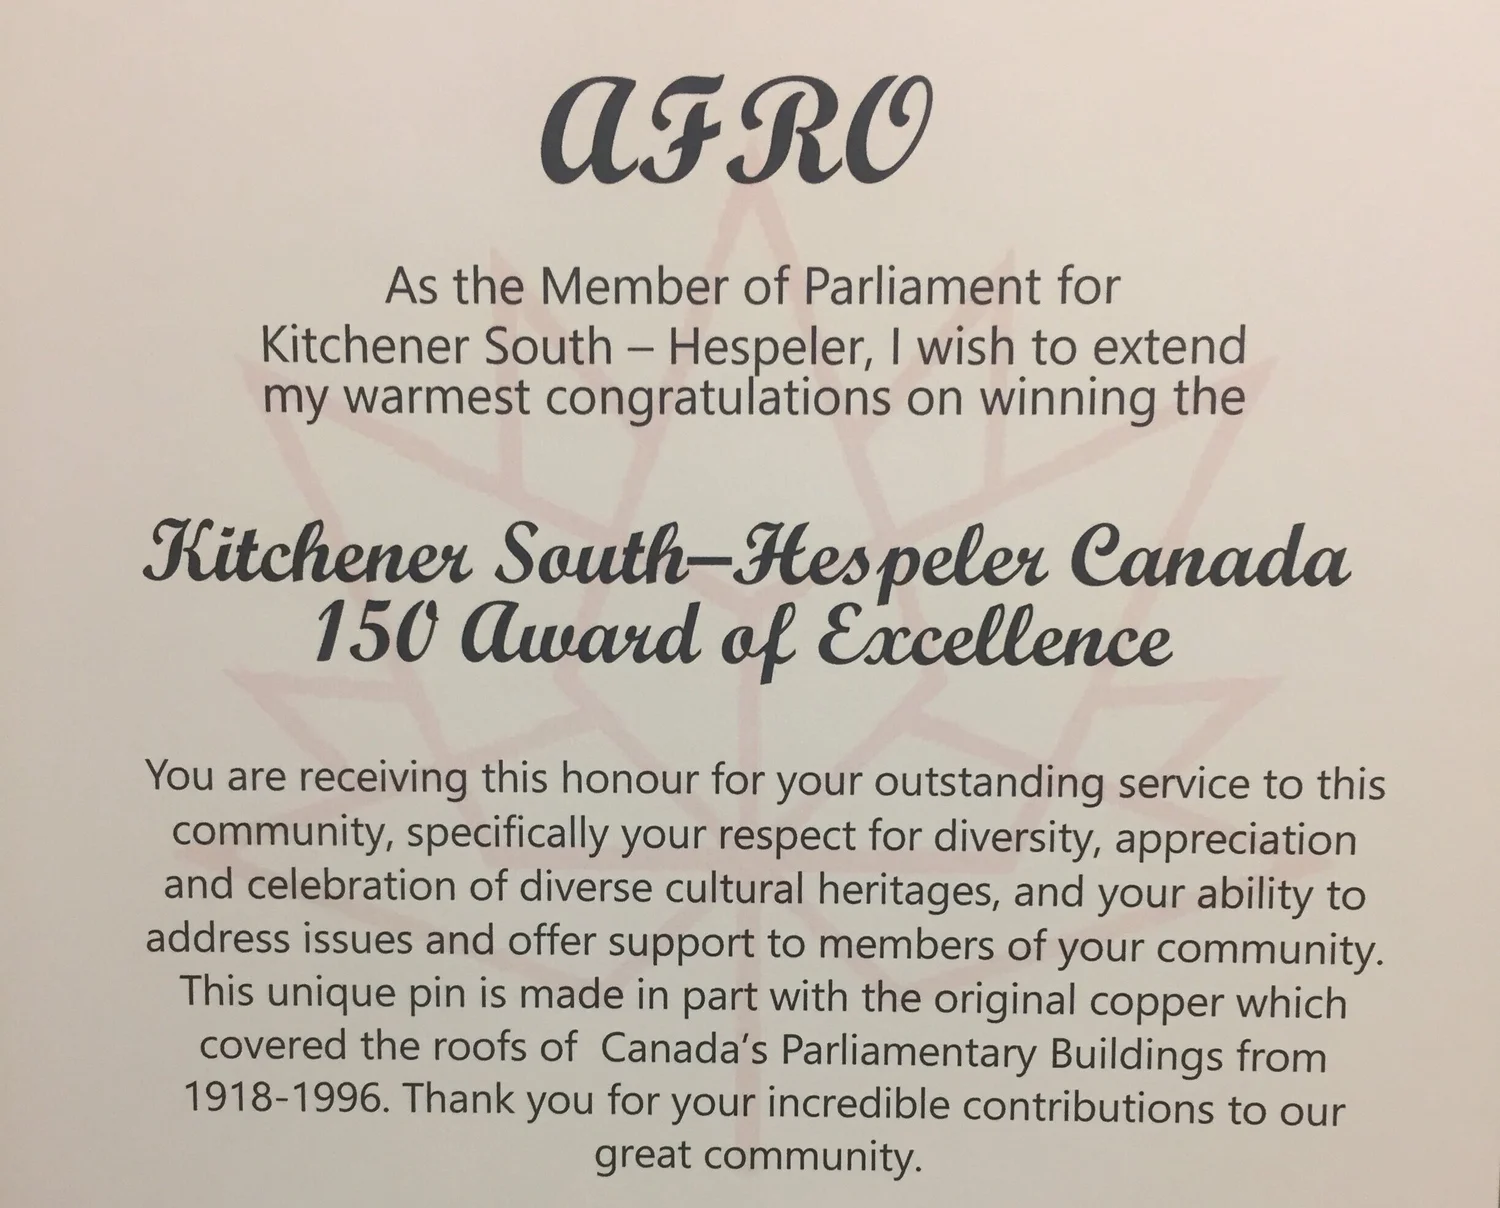 AFRO
As the Member of Parliament for
Kitchener South – Hespeler, I wish to extend
my warmest congratulations on winning the
Kitchener South–Hespeler Canada
150 Award of Excellence
You are receiving this honour for your outstanding service to this
community, specifically your respect for diversity, appreciation
and celebration of diverse cultural heritages, and your ability to
address issues and offer support to members of your community.
This unique pin is made in part with the original copper which
covered the roofs of  Canada's Parliamentary Buildings from
1918-1996. Thank you for your incredible contributions to our
great community.